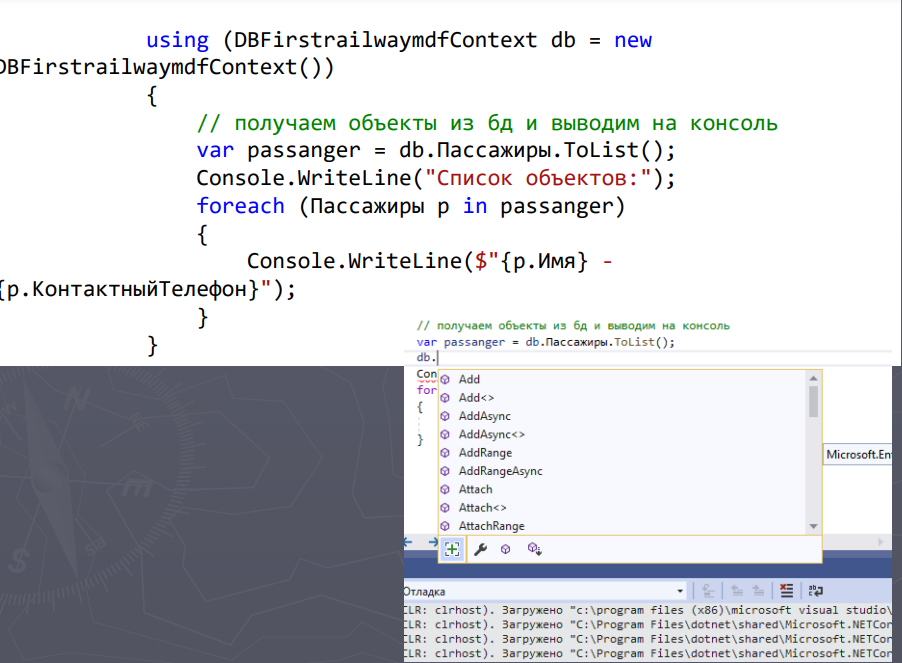 using (DBFirstrailwaymdfContext db = new
DBFirstrailwaymdfContext())
{
// получаем объекты из бд и выводим на консоль
var passanger = db.Пассажиры.ToList();
Console.WriteLine("Список объектов:");
foreach (Пассажиры p in passanger)
{
Console.WriteLine($"{p.Имя} -
{p.КонтактныйТелефон}");
}
}
// получаем объекты из бд и выводим на консоль
var passanger = db.Пассажиры.ToList();
db.
Con
for
{
}
Add
Add<>
AddAsync
AddAsync<>
AddRange
AddRangeAsync
Attach
Attach<>
AttachRange
Microsoft.En
Отладка
CLR: clrhost). Загружено "c:\program files (x86)\microsoft visual studio\
CLR: clrhost). Загружено "C:\Program Files\dotnet\shared\Microsoft.NETCor
CLR: clrhost). Загружено "C:\Program Files\dotnet\shared\Microsoft.NETCor
CLR: clrhost). Загружено "C:\Program Files\dotnet\shared\Microsoft.NETCor
N
m
S